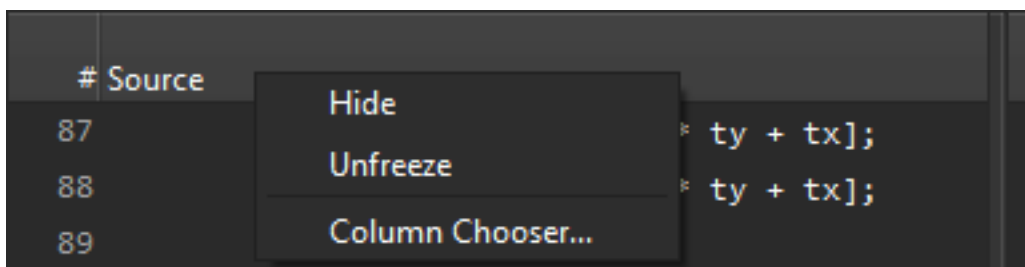 # Source
Hide
87 * ty + tx];
Unfreeze
88 * ty + tx];
Column Chooser...
89